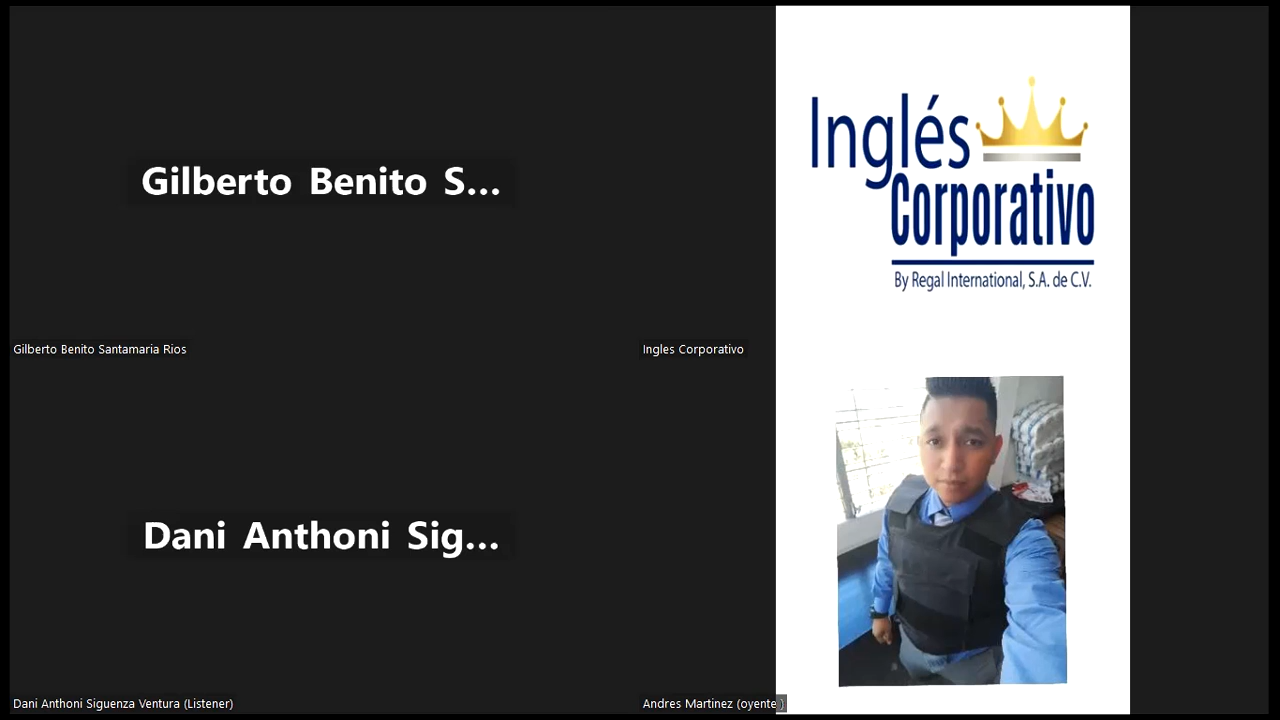 Gilberto Benito S...
Gilberto Benito Santamaria Rios
Inglés
Corporativo
By Regal International, S.A. de C.V.
Ingles Corporativo
Dani Anthoni Sig...
Dani Anthoni Siguenza Ventura (Listener)
Andres Martinez (oyente)